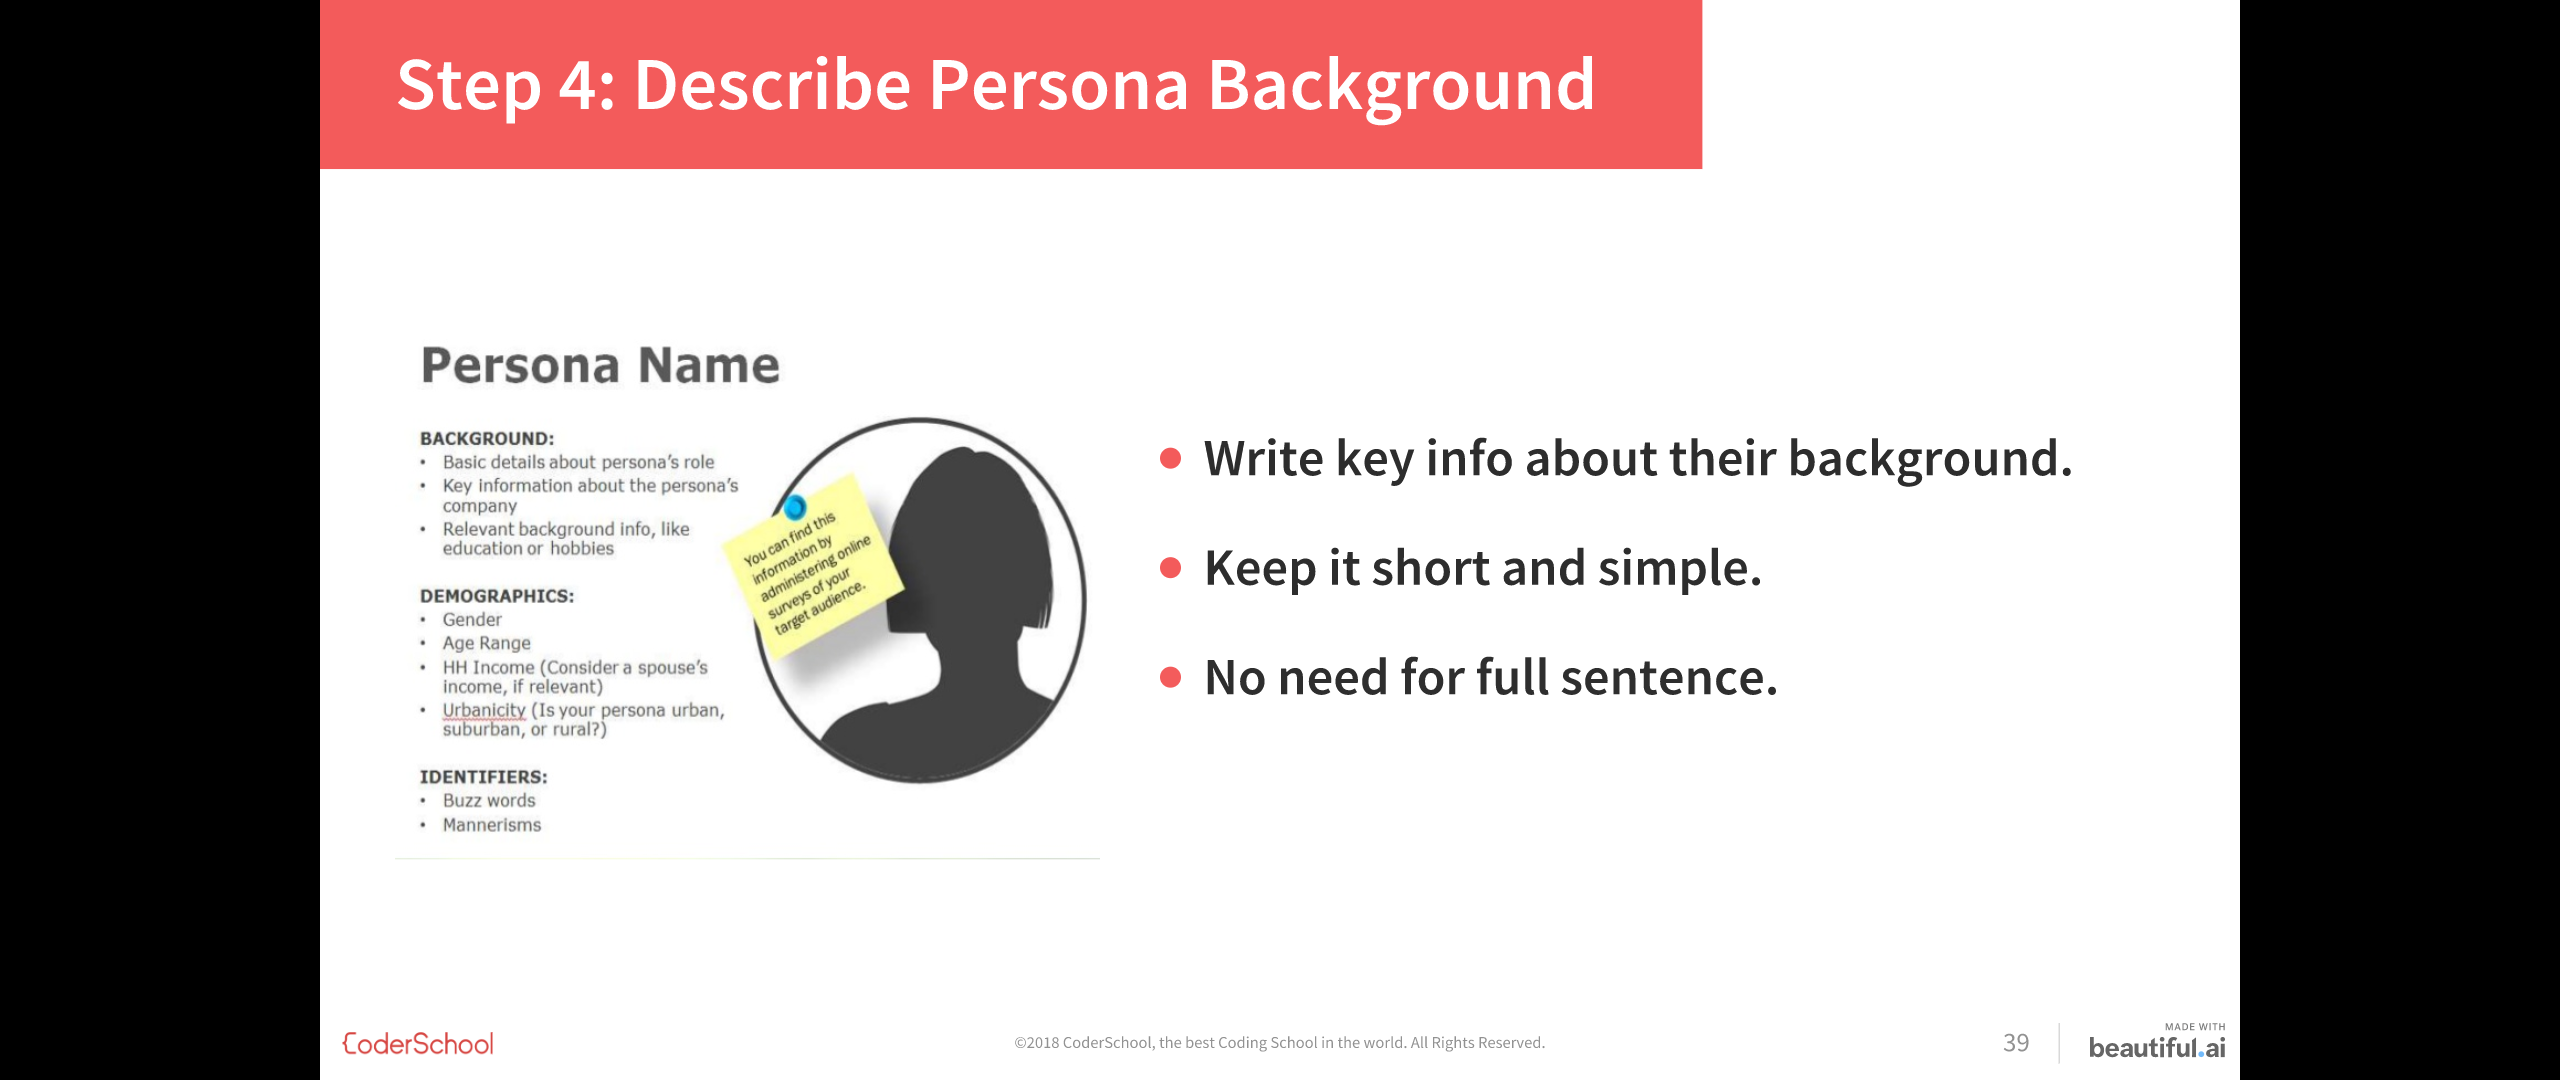 Step 4: Describe Persona Background
Persona Name
BACKGROUND:
• Basic details about persona's role
• Key information about the persona's
company
• Relevant background info, like
education or hobbies
DEMOGRAPHICS:
• Gender
• Age Range
• HH Income (Consider a spouse's
income, if relevant)
• Urbanicity (Is your persona urban,
suburban, or rural?)
IDENTIFIERS:
• Buzz words
• Mannerisms
You can find this
information by
administering online
surveys of your
target audience.
• Write key info about their background.
• Keep it short and simple.
• No need for full sentence.
{CoderSchool
©2018 CoderSchool, the best Coding School in the world. All Rights Reserved.
39
MADE WITH
beautiful.ai